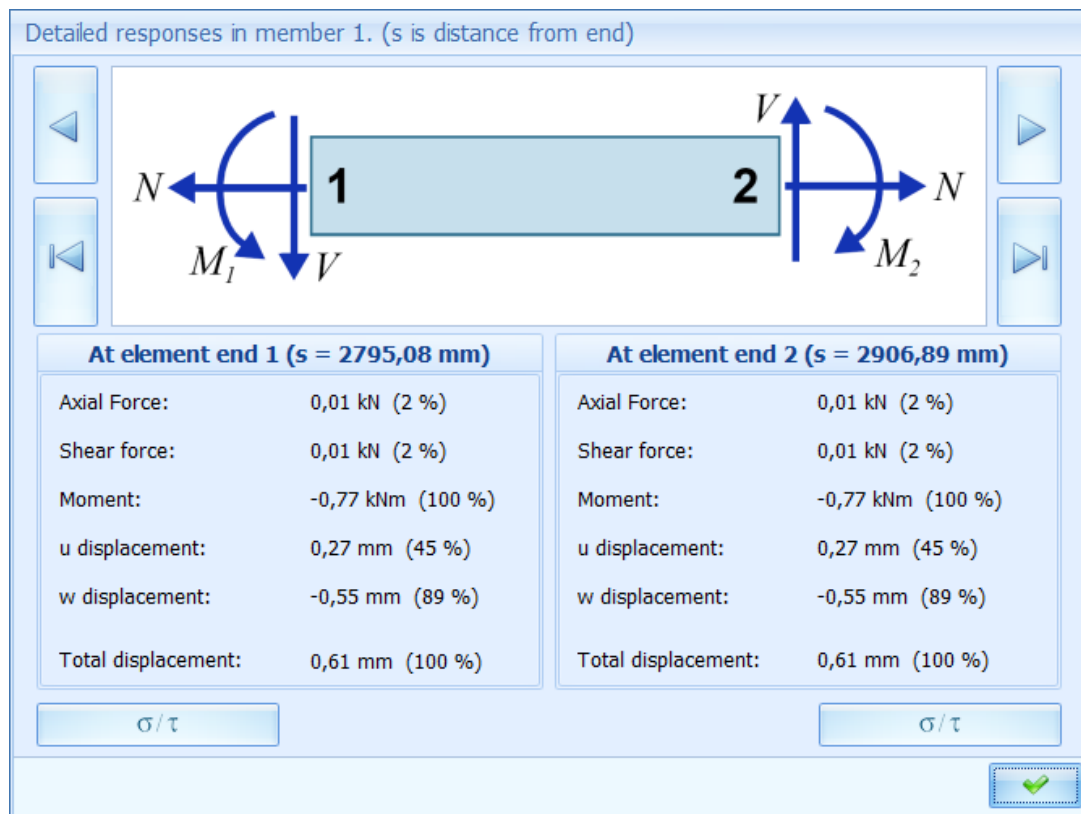 Detailed responses in member 1. (s is distance from end)
N
M₁
V
1
2
V
N
M₂
At element end 1 (s = 2795,08 mm)
Axial Force: 0,01 kN (2 %)
Shear force: 0,01 kN (2 %)
Moment: -0,77 kNm (100 %)
u displacement: 0,27 mm (45 %)
w displacement: -0,55 mm (89 %)
Total displacement: 0,61 mm (100 %)
σ/τ
At element end 2 (s = 2906,89 mm)
Axial Force: 0,01 kN (2 %)
Shear force: 0,01 kN (2 %)
Moment: -0,77 kNm (100 %)
u displacement: 0,27 mm (45 %)
w displacement: -0,55 mm (89 %)
Total displacement: 0,61 mm (100 %)
σ/τ